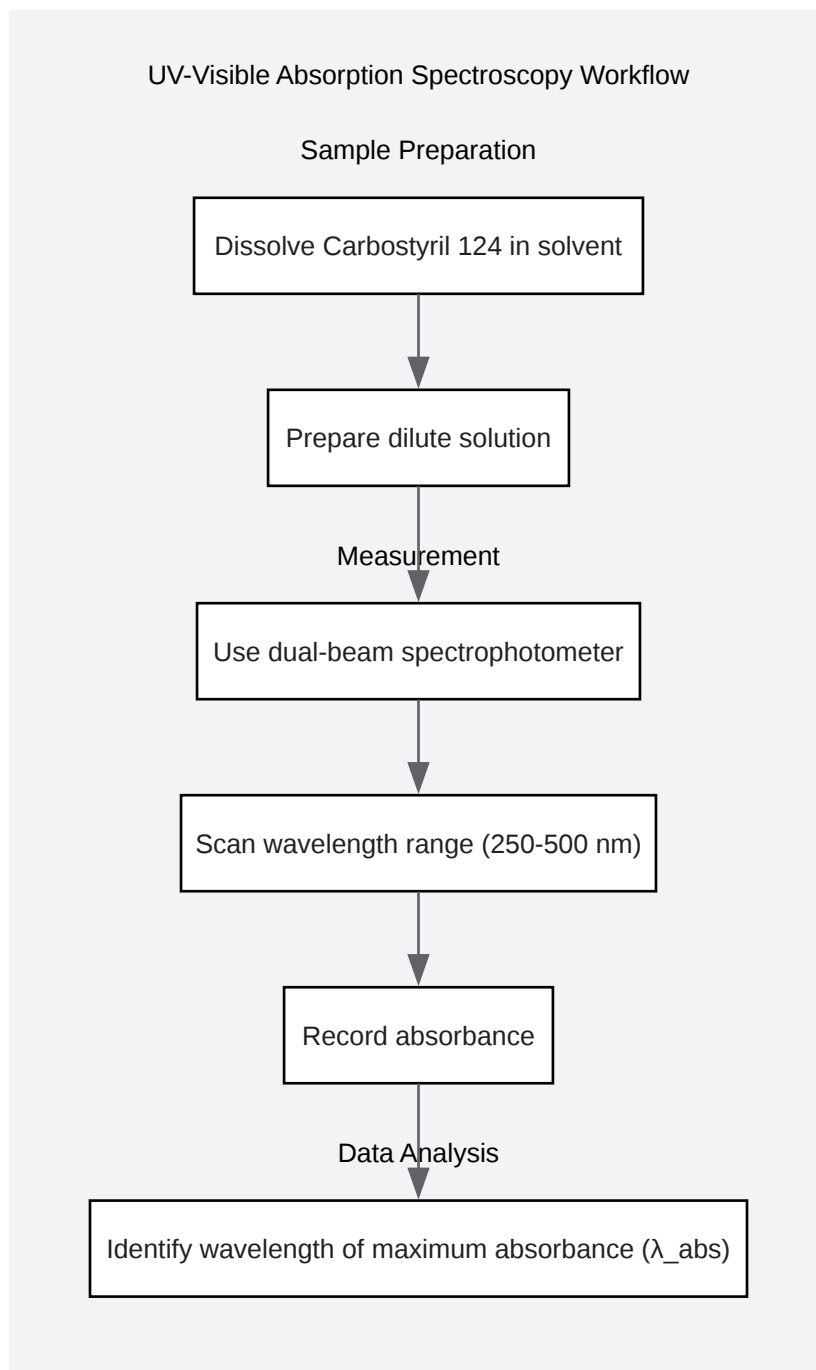 UV-Visible Absorption Spectroscopy Workflow
Sample Preparation
Dissolve Carbostyril 124 in solvent
Prepare dilute solution
Measurement
Use dual-beam spectrophotometer
Scan wavelength range (250-500 nm)
Record absorbance
Data Analysis
Identify wavelength of maximum absorbance (λ_abs)